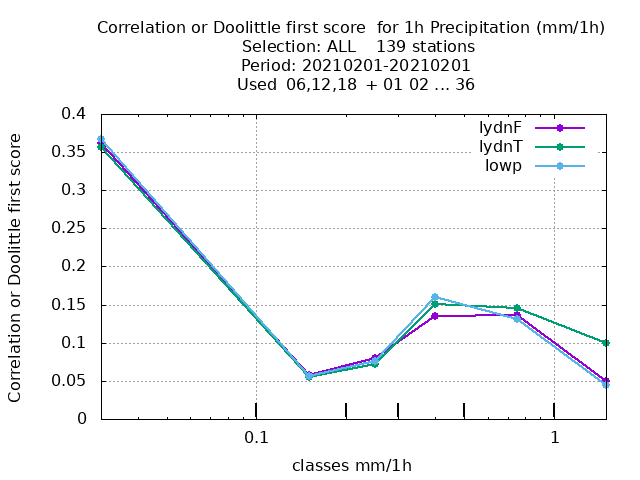 Correlation or Doolittle first score  for 1h Precipitation (mm/1h)
Selection: ALL    139 stations
Period: 20210201-20210201
Used  06,12,18  + 01 02 ... 36
Correlation or Doolittle first score
0.4
0.35
0.3
0.25
0.2
0.15
0.1
0.05
0
lydnF
lydnT
lowp
0.1
1
classes mm/1h